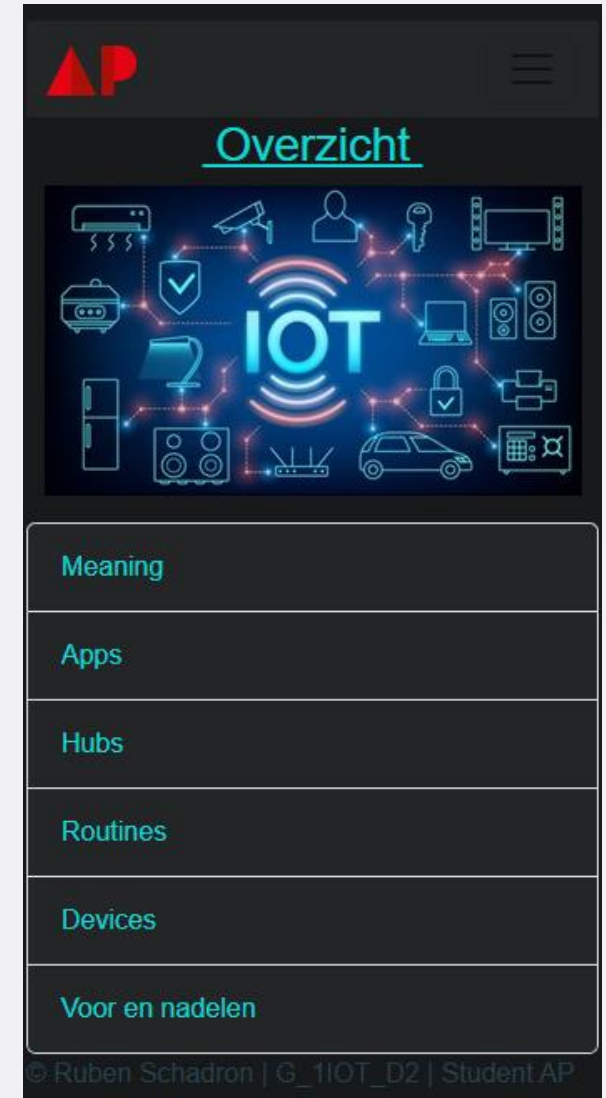 AP
Overzicht
IOT
Meaning
Apps
Hubs
Routines
Devices
Voor en nadelen
© Ruben Schadron | G_1IOT_D2 | Student AP